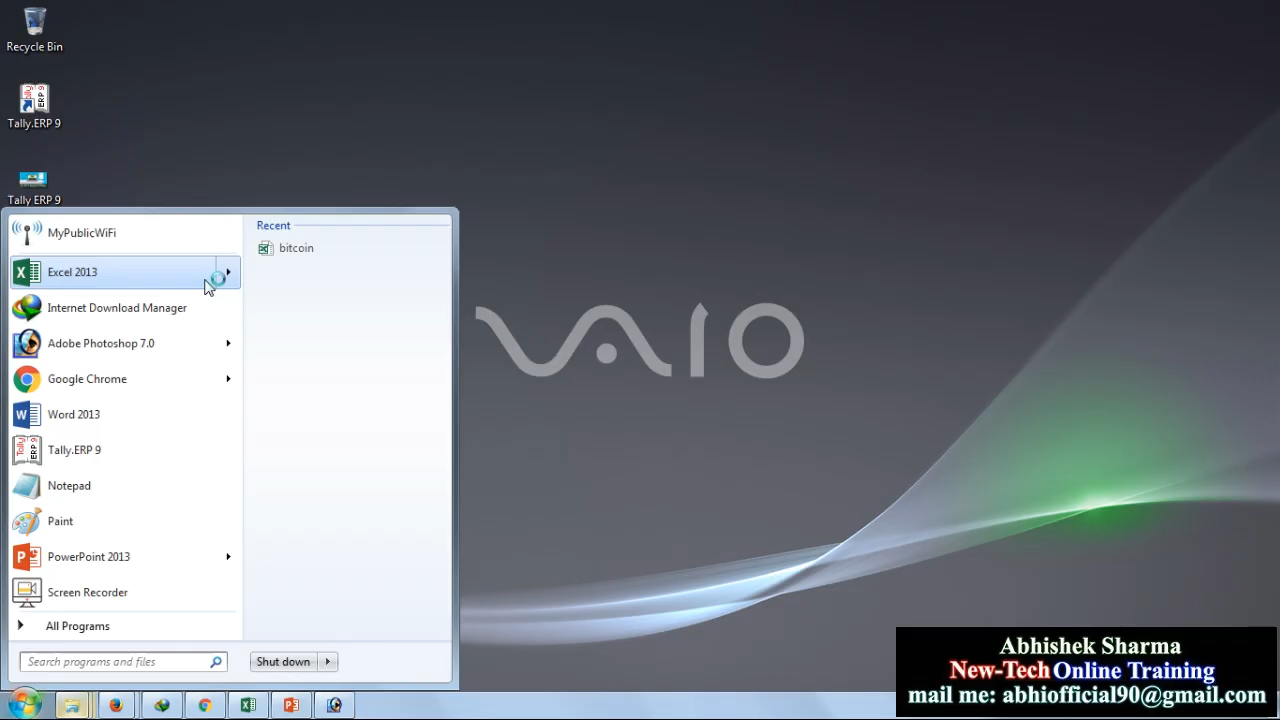 Recycle Bin
Tally.ERP 9
Tally ERP 9
MyPublicWiFi
Excel 2013
Internet Download Manager
Adobe Photoshop 7.0
Google Chrome
Word 2013
Tally.ERP 9
Notepad
Paint
PowerPoint 2013
Screen Recorder
All Programs
Search programs and files
Shut down
Recent
bitcoin
VAIO
Abhishek Sharma
New-Tech Online Training
mail me: abhiofficial90@gmail.com